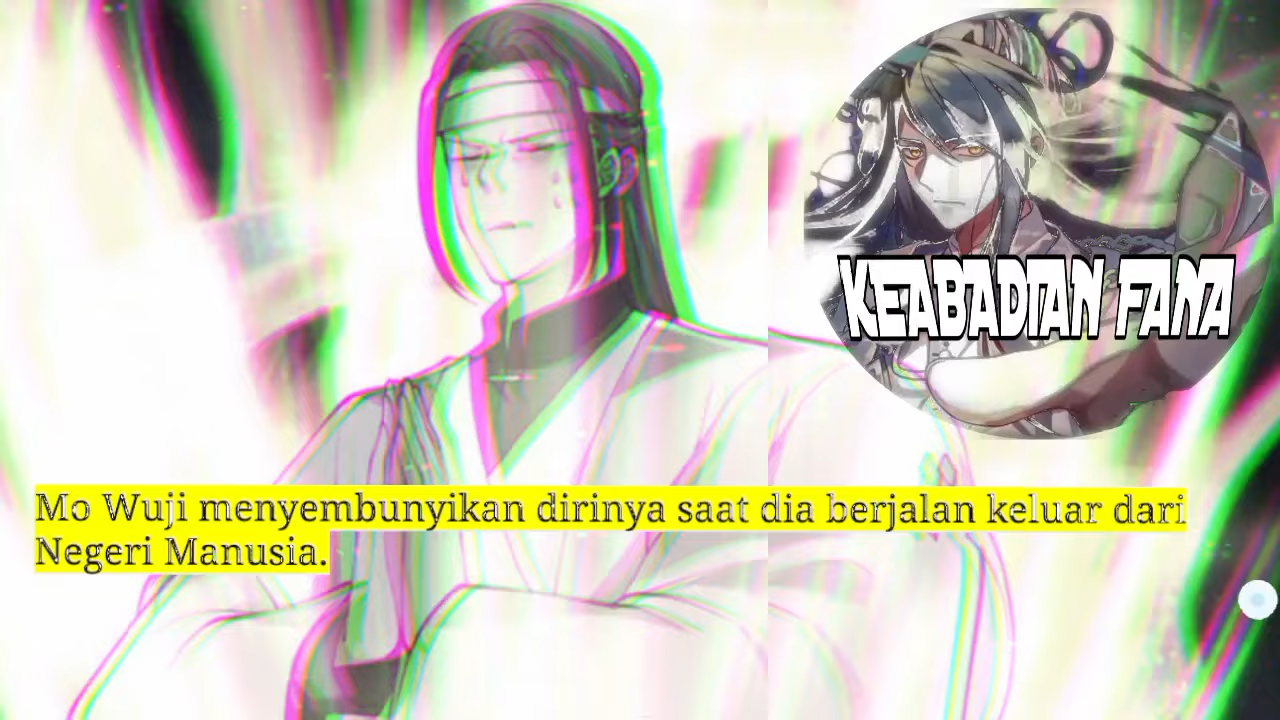 KEABADIAN FANA
Mo Wuji menyembunyikan dirinya saat dia berjalan keluar dari
Negeri Manusia.